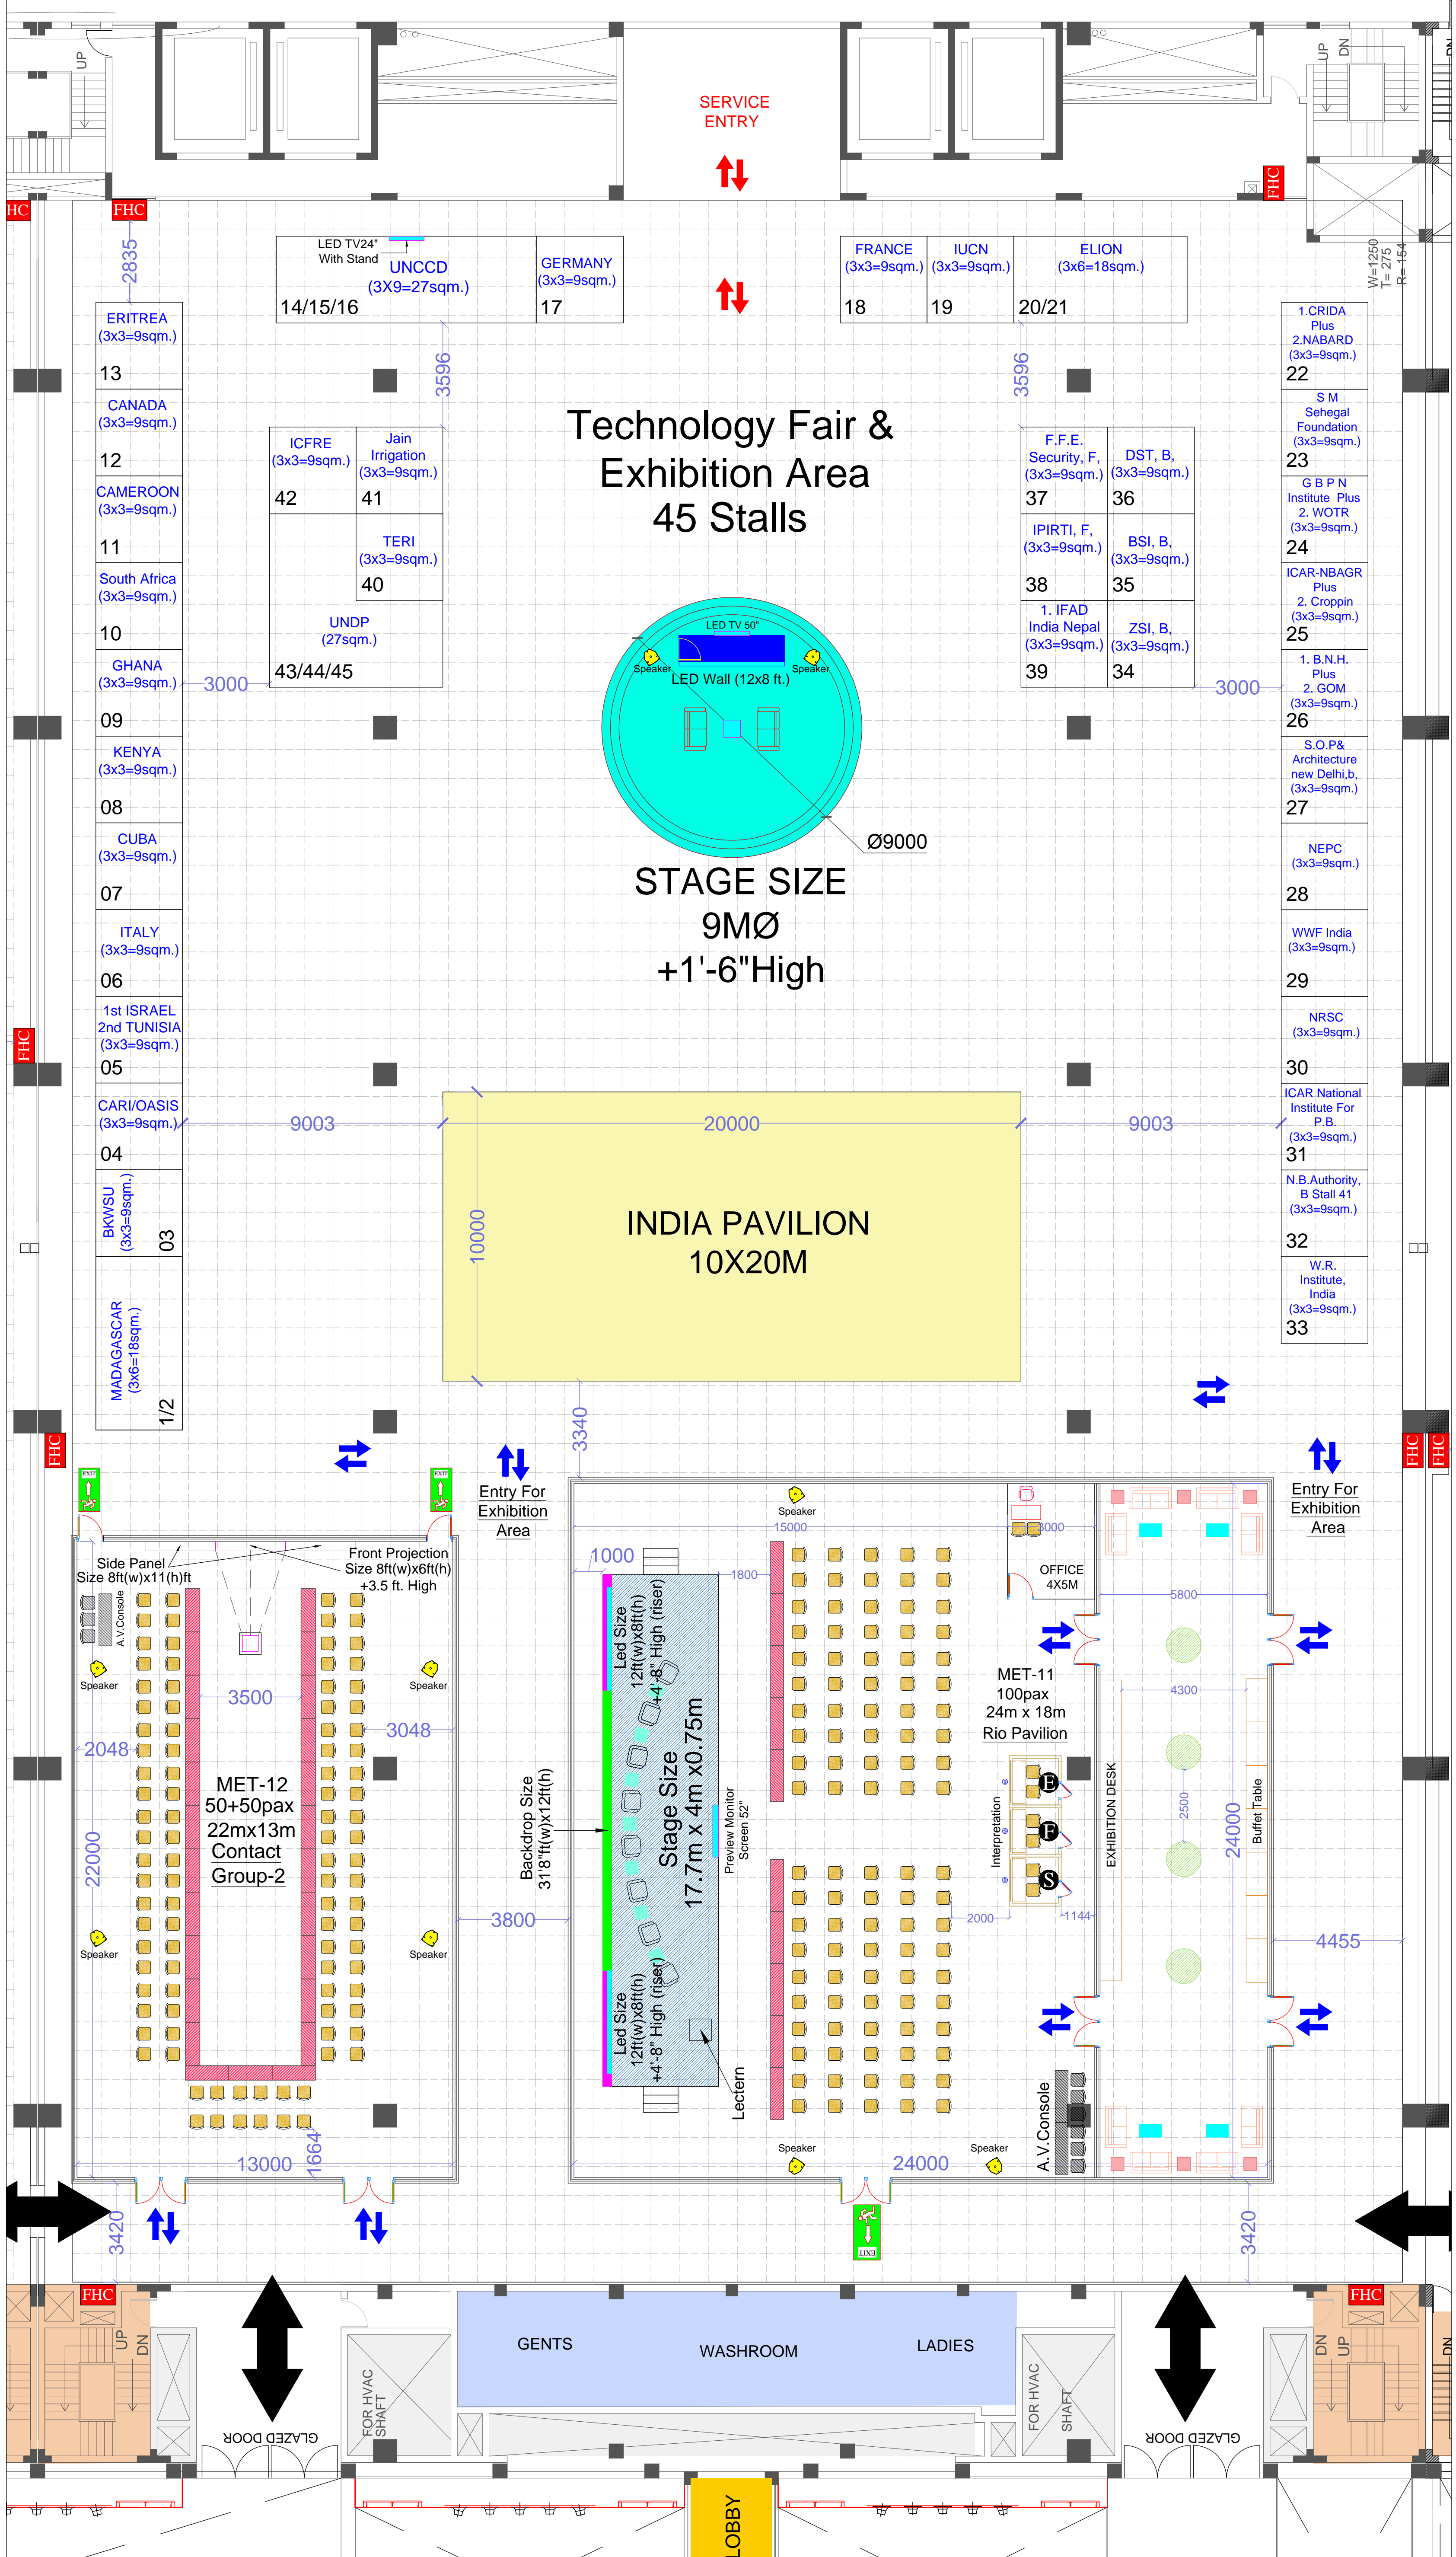 UP
UP
DN
DN
SERVICE
ENTRY
HC
FHC
FHC
W=1250
T= 275
R= 154
2835
LED TV24"
With Stand
UNCCD
(3X9=27sqm.)
14/15/16
GERMANY
(3x3=9sqm.)
17
FRANCE
(3x3=9sqm.)
18
IUCN
(3x3=9sqm.)
19
ELION
(3x6=18sqm.)
20/21
ERITREA
(3x3=9sqm.)
13
CANADA
(3x3=9sqm.)
12
CAMEROON
(3x3=9sqm.)
11
South Africa
(3x3=9sqm.)
10
GHANA
(3x3=9sqm.)
09
KENYA
(3x3=9sqm.)
08
CUBA
(3x3=9sqm.)
07
ITALY
(3x3=9sqm.)
06
1st ISRAEL
2nd TUNISIA
(3x3=9sqm.)
05
CARI/OASIS
(3x3=9sqm.)
04
BKWSU
(3x3=9sqm.)
03
MADAGASCAR
(3x6=18sqm.)
1/2
3596
3596
ICFRE
(3x3=9sqm.)
42
Jain
Irrigation
(3x3=9sqm.)
41
TERI
(3x3=9sqm.)
40
UNDP
(27sqm.)
43/44/45
3000
Technology Fair &
Exhibition Area
45 Stalls
LED TV 50"
Speaker
Speaker
LED Wall (12x8 ft.)
Ø9000
STAGE SIZE
9MØ
+1'-6"High
F.F.E.
Security, F,
(3x3=9sqm.)
37
DST, B,
(3x3=9sqm.)
36
IPIRTI, F,
(3x3=9sqm.)
38
BSI, B,
(3x3=9sqm.)
35
1. IFAD
India Nepal
(3x3=9sqm.)
39
ZSI, B,
(3x3=9sqm.)
34
3000
1.CRIDA
Plus
2.NABARD
(3x3=9sqm.)
22
S M
Sehegal
Foundation
(3x3=9sqm.)
23
G B P N
Institute Plus
2. WOTR
(3x3=9sqm.)
24
ICAR-NBAGR
Plus
2. Croppin
(3x3=9sqm.)
25
1. B.N.H.
Plus
2. GOM
(3x3=9sqm.)
26
S.O.P&
Architecture
new Delhi,b,
(3x3=9sqm.)
27
NEPC
(3x3=9sqm.)
28
WWF India
(3x3=9sqm.)
29
NRSC
(3x3=9sqm.)
30
ICAR National
Institute For
P.B.
(3x3=9sqm.)
31
N.B.Authority,
B Stall 41
(3x3=9sqm.)
32
W.R.
Institute,
India
(3x3=9sqm.)
33
FHC
9003
20000
9003
10000
INDIA PAVILION
10X20M
3340
FHC
FHC
FHC
EXIT
EXIT
Entry For
Exhibition
Area
Entry For
Exhibition
Area
Side Panel
Size 8ft(w)x11(h)ft
Front Projection
Size 8ft(w)x6ft(h)
+3.5 ft. High
A.V.Console
Speaker
Speaker
3500
3048
2048
MET-12
50+50pax
22mx13m
Contact
Group-2
22000
Speaker
Speaker
13000
1664
3800
Speaker
15000
3000
1000
1800
OFFICE
4X5M
Led Size
12ft(w)x8ft(h)
+4'-8" High (riser)
Backdrop Size
31'8"ft(w)x12ft(h)
Stage Size
17.7m x 4m x0.75m
Preview Monitor
Screen 52"
Led Size
12ft(w)x8ft(h)
+4'-8" High (riser)
Lectern
MET-11
100pax
24m x 18m
Rio Pavilion
Interpretation
E
F
S
2000
1144
5800
4300
EXHIBITION DESK
2500
Buffet Table
24000
4455
A.V.Console
Speaker
Speaker
24000
EXIT
3420
3420
FHC
FHC
UP
DN
GENTS
WASHROOM
LADIES
DN
UP
DN
FOR HVAC
SHAFT
FOR HVAC
SHAFT
GLAZED DOOR
GLAZED DOOR
LOBBY